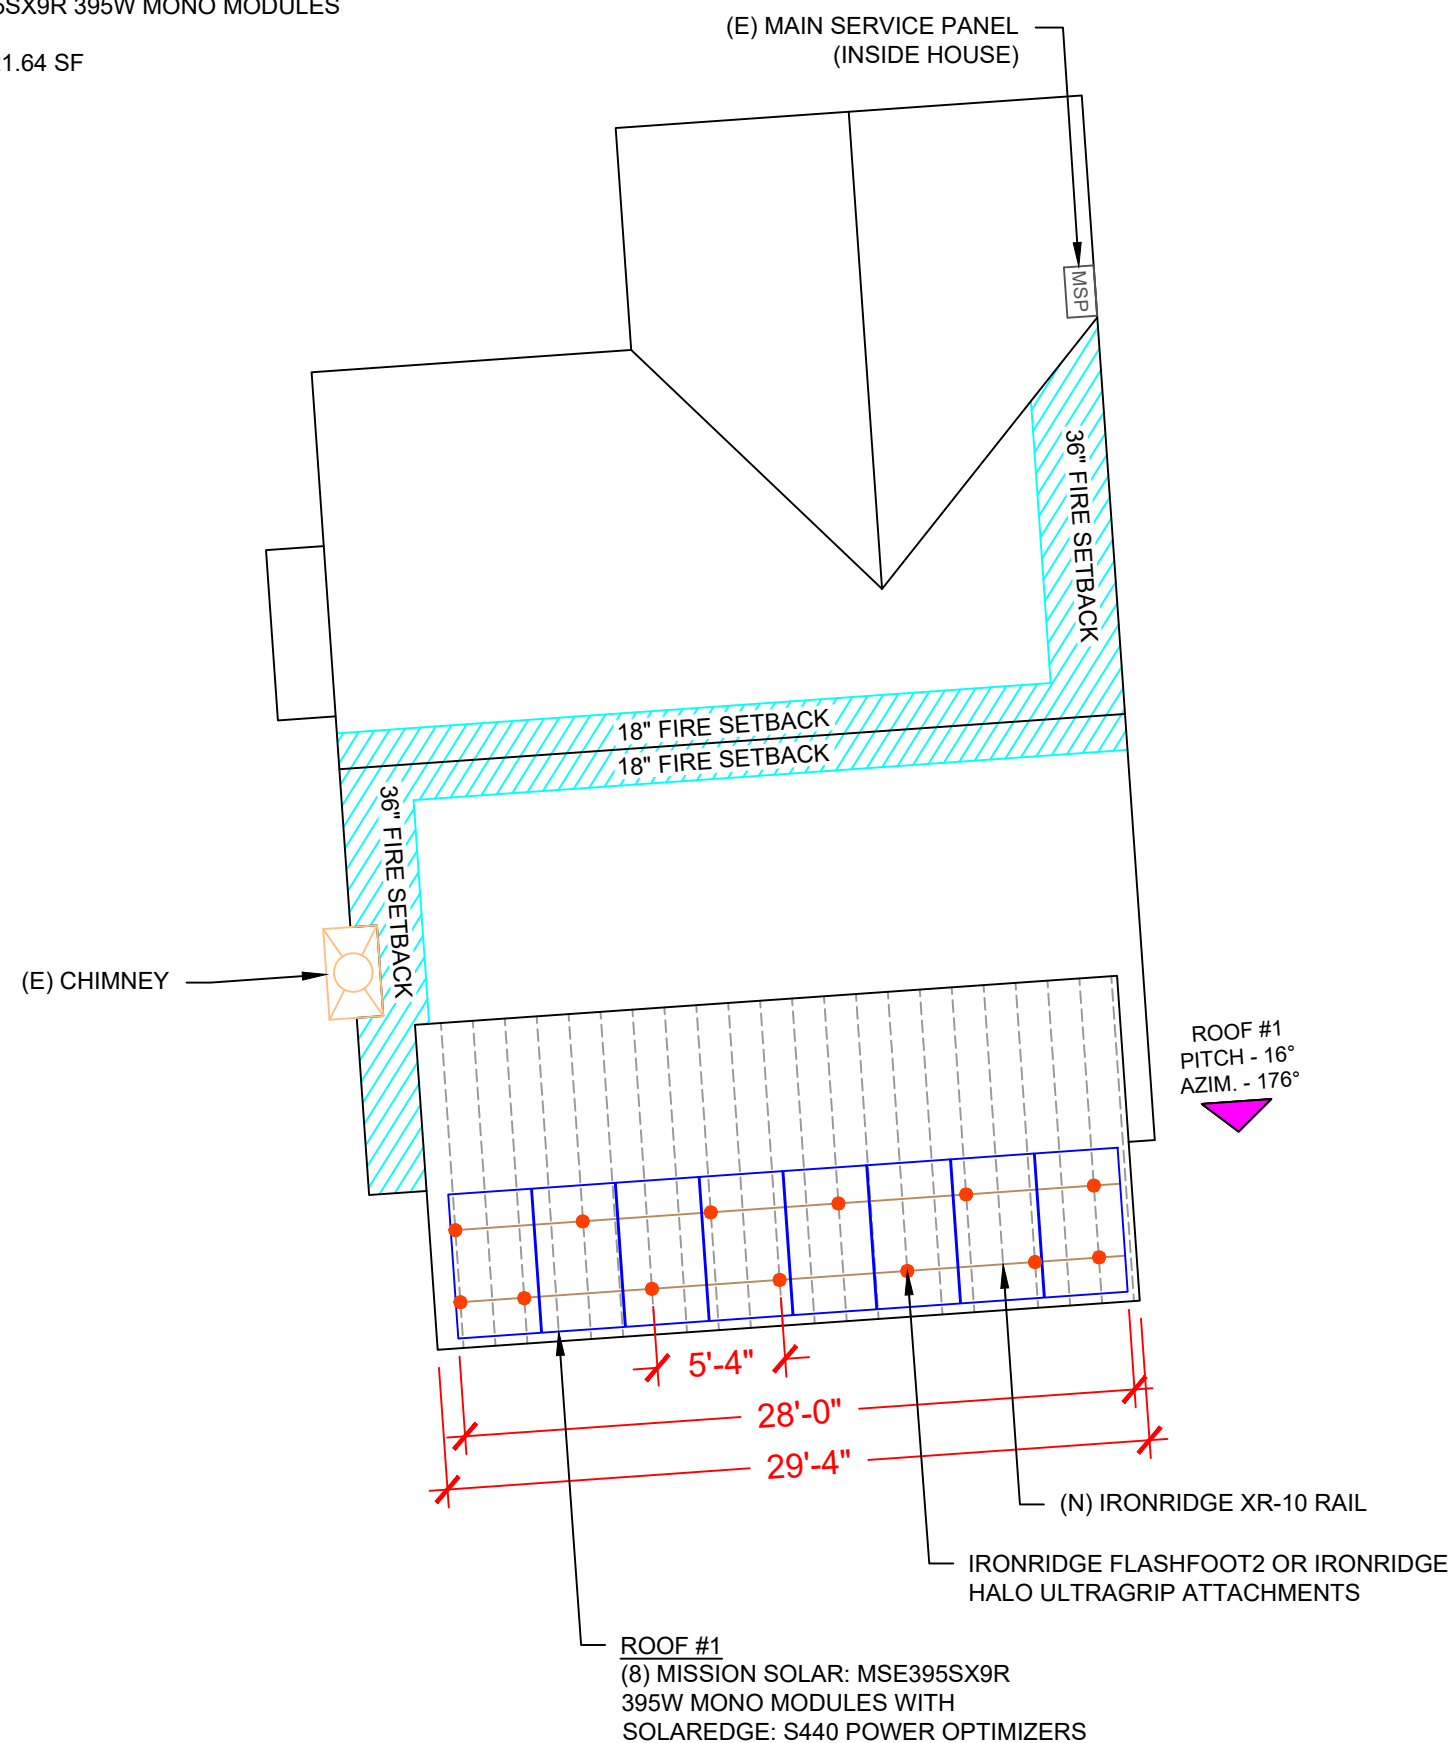 395W MONO MODULES
SF
(E) MAIN SERVICE PANEL
(INSIDE HOUSE)
MSP
36" FIRE SETBACK
18" FIRE SETBACK
18" FIRE SETBACK
36" FIRE SETBACK
(E) CHIMNEY
ROOF #1
PITCH - 16°
AZIM. - 176°
5'-4"
28'-0"
29'-4"
(N) IRONRIDGE XR-10 RAIL
IRONRIDGE FLASHFOOT2 OR IRONRIDGE
HALO ULTRAGRIP ATTACHMENTS
ROOF #1
(8) MISSION SOLAR: MSE395SX9R
395W MONO MODULES WITH
SOLAREDGE: S440 POWER OPTIMIZERS